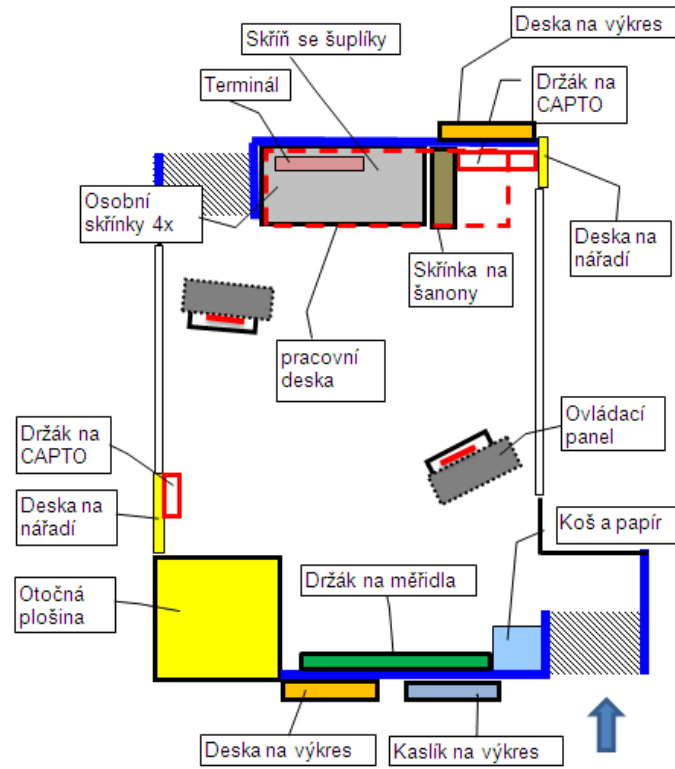 Deska na výkres
Skříň se šuplíky
Držák na
CAPTO
Terminál
Osobní
skřínky 4x
Deska na
nářadí
Skřínka na
šanony
pracovní
deska
Ovládací
panel
Držák na
CAPTO
Deska na
nářadí
Koš a papír
Držák na měřidla
Otočná
plošina
Deska na výkres
Kaslík na výkres